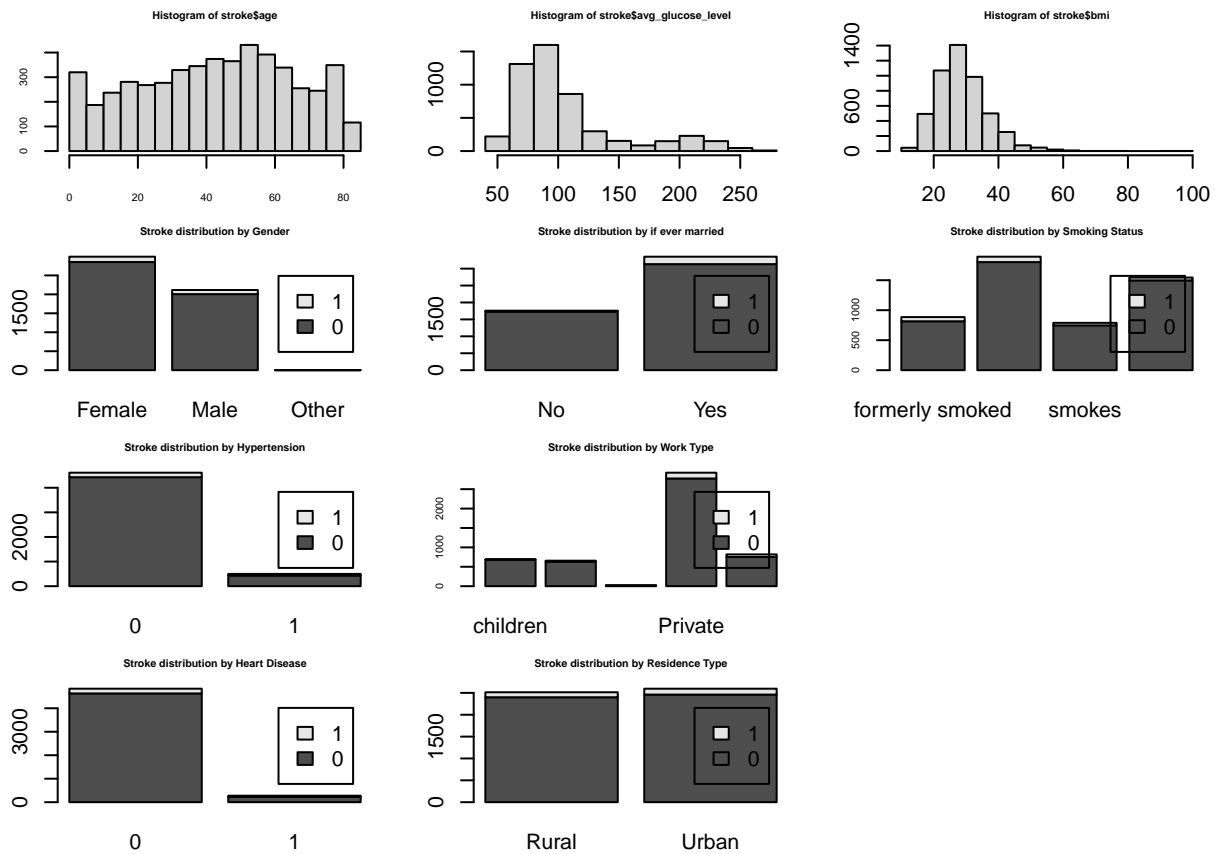 Histogram of stroke$age
100
300
0
0
20
40
60
80
Histogram of stroke$avg_glucose_level
0
1000
50
100
150
200
250
Histogram of stroke$bmi
0
600
1400
20
40
60
80
100
Stroke distribution by Gender
0
1500
1
0
Female
Male
Other
Stroke distribution by if ever married
0
1500
1
0
No
Yes
Stroke distribution by Smoking Status
0
500
1000
1
0
formerly smoked
smokes
Stroke distribution by Hypertension
0
2000
1
0
0
1
Stroke distribution by Work Type
0
1000
2000
1
0
children
Private
Stroke distribution by Heart Disease
0
3000
1
0
0
1
Stroke distribution by Residence Type
0
1500
1
0
Rural
Urban